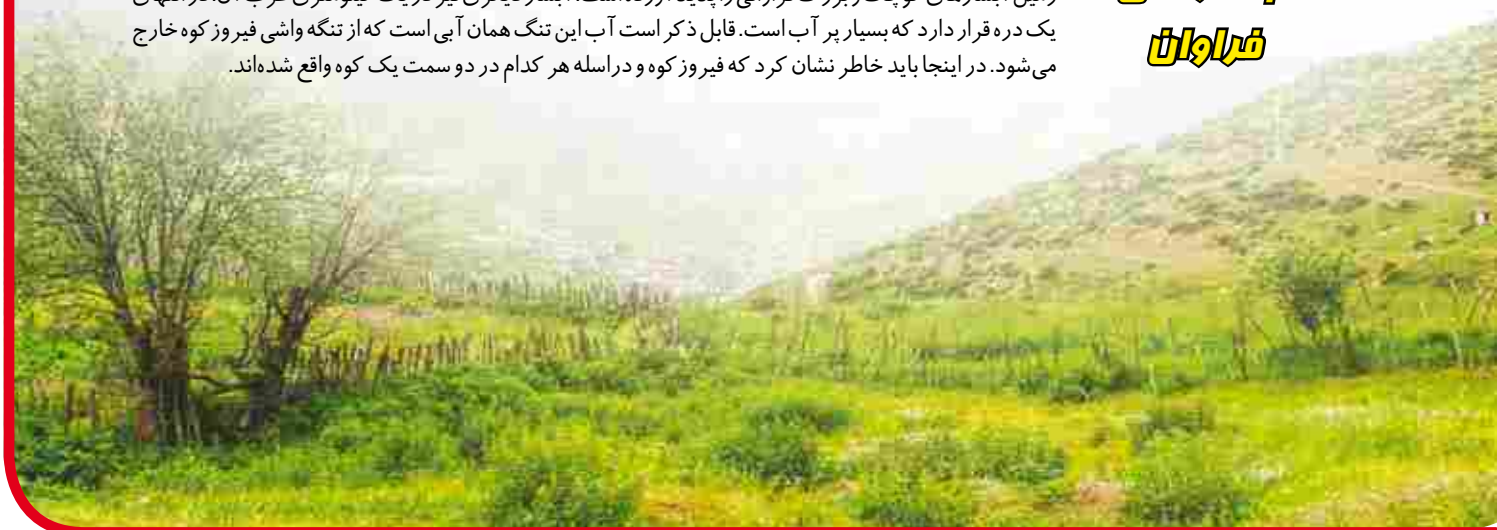 یک دره قرار دارد که بسیار پر آب است. قابل ذکر است آب این تنگ همان آبی است که از تنگه واشی فیروز کوه خارج
می‌شود. در اینجا باید خاطر نشان کرد که فیروز کوه و دراسله هر کدام در دو سمت یک کوه واقع شده‌اند.
فراوان